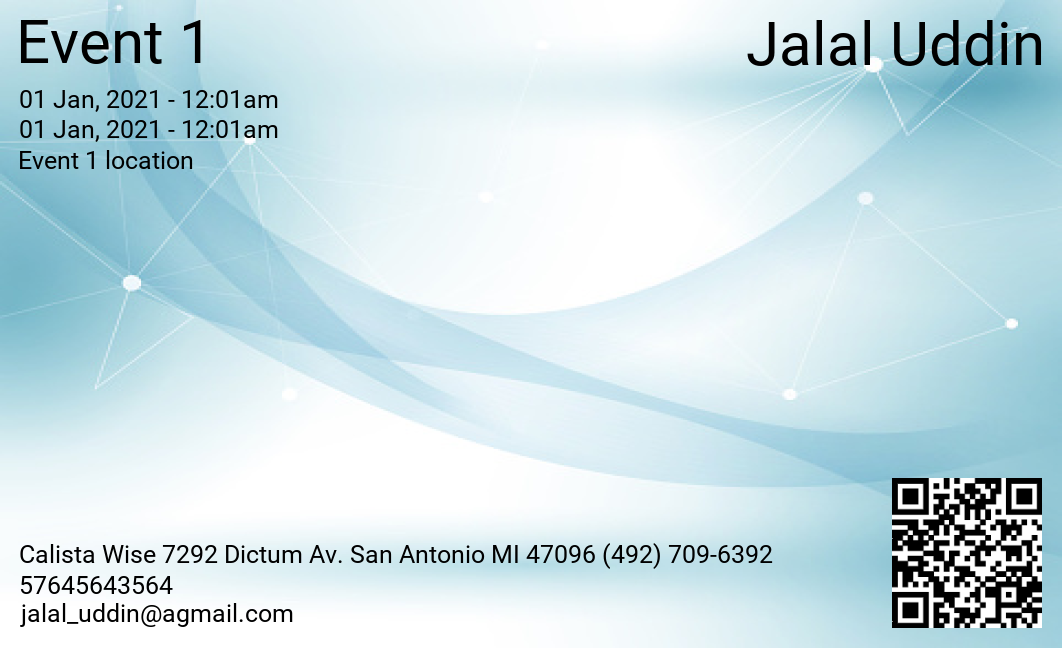 Event 1
Jalal Uddin
01 Jan, 2021 - 12:01am
01 Jan, 2021 - 12:01am
Event 1 location
Calista Wise 7292 Dictum Av. San Antonio MI 47096 (492) 709-6392
57645643564
jalal_uddin@agmail.com